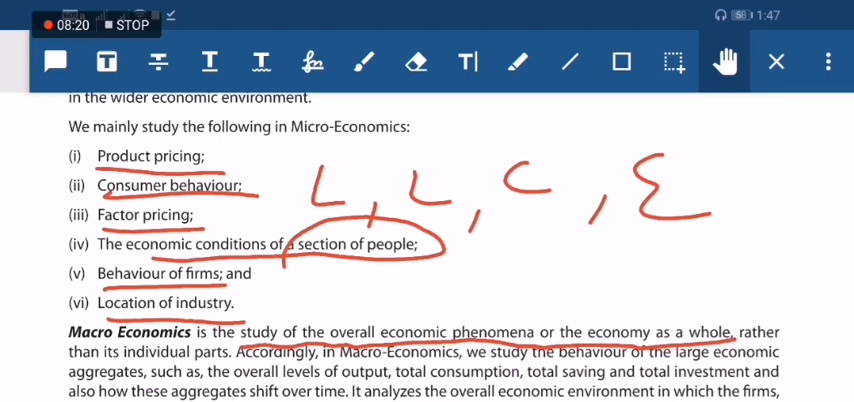 08:20 STOP 58 1:47
in the wider economic environment.
We mainly study the following in Micro-Economics:
(i) Product pricing;
(ii) Consumer behaviour;
(iii) Factor pricing;
L, L, C, E
(iv) The economic conditions of a section of people;
(v) Behaviour of firms; and
(vi) Location of industry.
Macro Economics is the study of the overall economic phenomena or the economy as a whole, rather
than its individual parts. Accordingly, in Macro-Economics, we study the behaviour of the large economic
aggregates, such as, the overall levels of output, total consumption, total saving and total investment and
also how these aggregates shift over time. It analyzes the overall economic environment in which the firms,